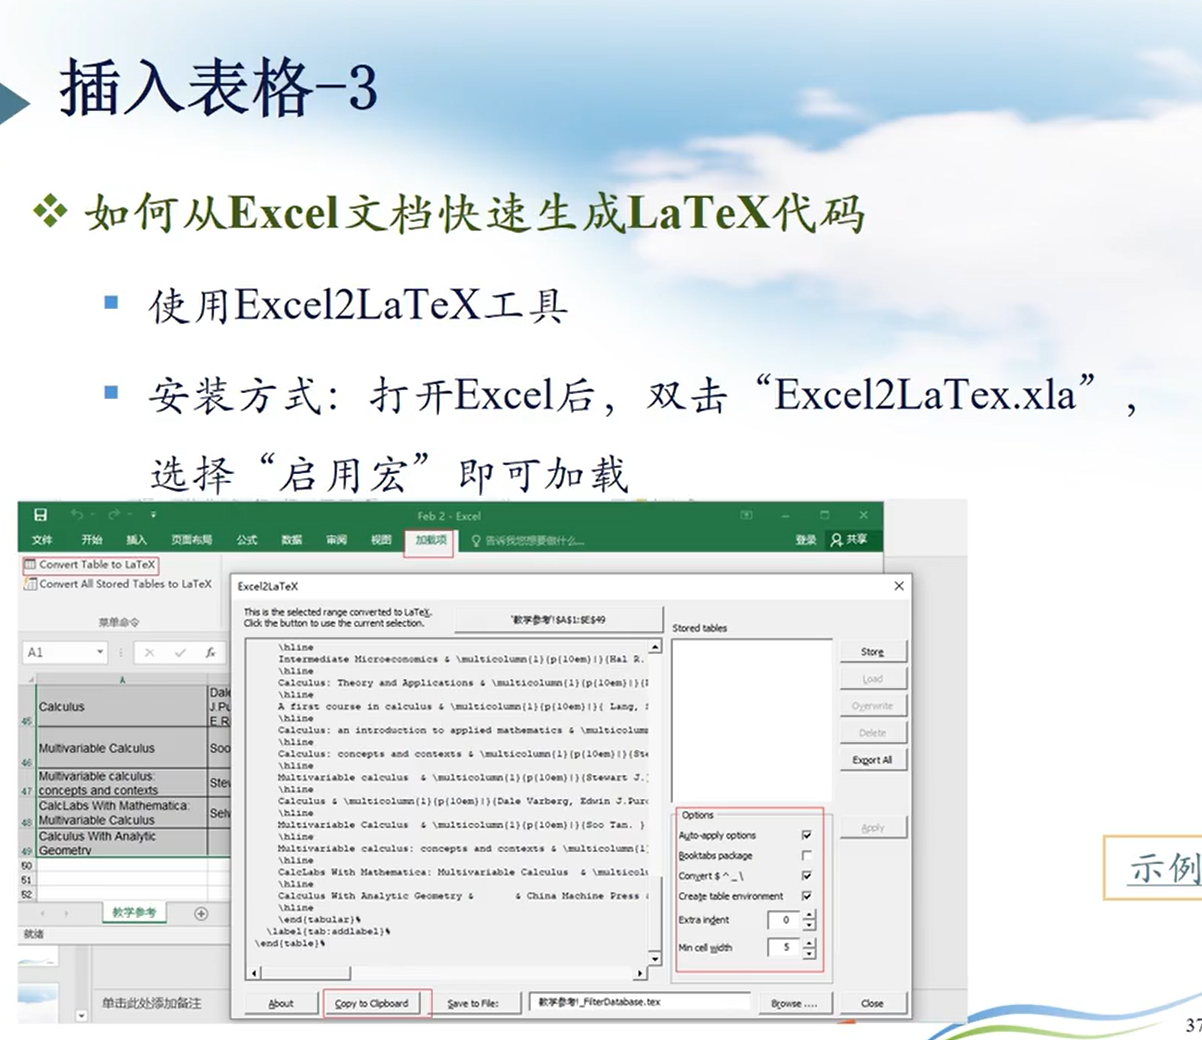 插入表格-3
如何从Excel文档快速生成LaTeX代码
使用Excel2LaTeX工具
安装方式：打开Excel后，双击“Excel2LaTex.xla”，
选择“启用宏”即可加载
Feb 2 - Excel
文件 开始 插入 页面布局 公式 数据 审阅 视图 加载项 告诉我您想要做什么... 登录 共享
Convert Table to LaTeX
Convert All Stored Tables to LaTeX
菜单命令
A1 fx
A
45 Calculus
Dale
J.Pu
E.Ri
46 Multivariable Calculus Soo
47 Multivariable calculus:
concepts and contexts Stew
48 CalcLabs With Mathematica:
Multivariable Calculus Selw
49 Calculus With Analytic
Geometry
50
51
52
教学参考
就绪
单击此处添加备注
Excel2LaTeX
This is the selected range converted to LaTeX.
Click the button to use the current selection.
'教学参考'!$A$1:$E$49
\hline
Intermediate Microeconomics & \multicolumn{1}{p{10em}|}{Hal R.
\hline
Calculus: Theory and Applications & \multicolumn{1}{p{10em}|}{
\hline
A first course in calculus & \multicolumn{1}{p{10em}|}{ Lang,
\hline
Calculus: an introduction to applied mathematics & \multicolumn
\hline
Calculus: concepts and contexts & \multicolumn{1}{p{10em}|}{Ste
\hline
Multivariable calculus & \multicolumn{1}{p{10em}|}{Stewart J.}
\hline
Calculus & \multicolumn{1}{p{10em}|}{Dale Varberg, Edwin J.Purc
\hline
Multivariable Calculus & \multicolumn{1}{p{10em}|}{Soo Tan. }
\hline
Multivariable calculus: concepts and contexts & \multicolumn{1}
\hline
CalcLabs With Mathematica: Multivariable Calculus & \multicolu
\hline
Calculus With Analytic Geometry & & China Machine Press &
\hline
\end{tabular}%
\label{tab:addlabel}%
\end{table}%
Stored tables
Store
Load
Overwrite
Delete
Export All
Apply
Options
Auto-apply options
Booktabs package
Convert $ ^ _ \
Create table environment
Extra indent 0
Min cell width 5
About Copy to Clipboard Save to File: 教学参考!_FilterDatabase.tex Browse .... Close
示例
37